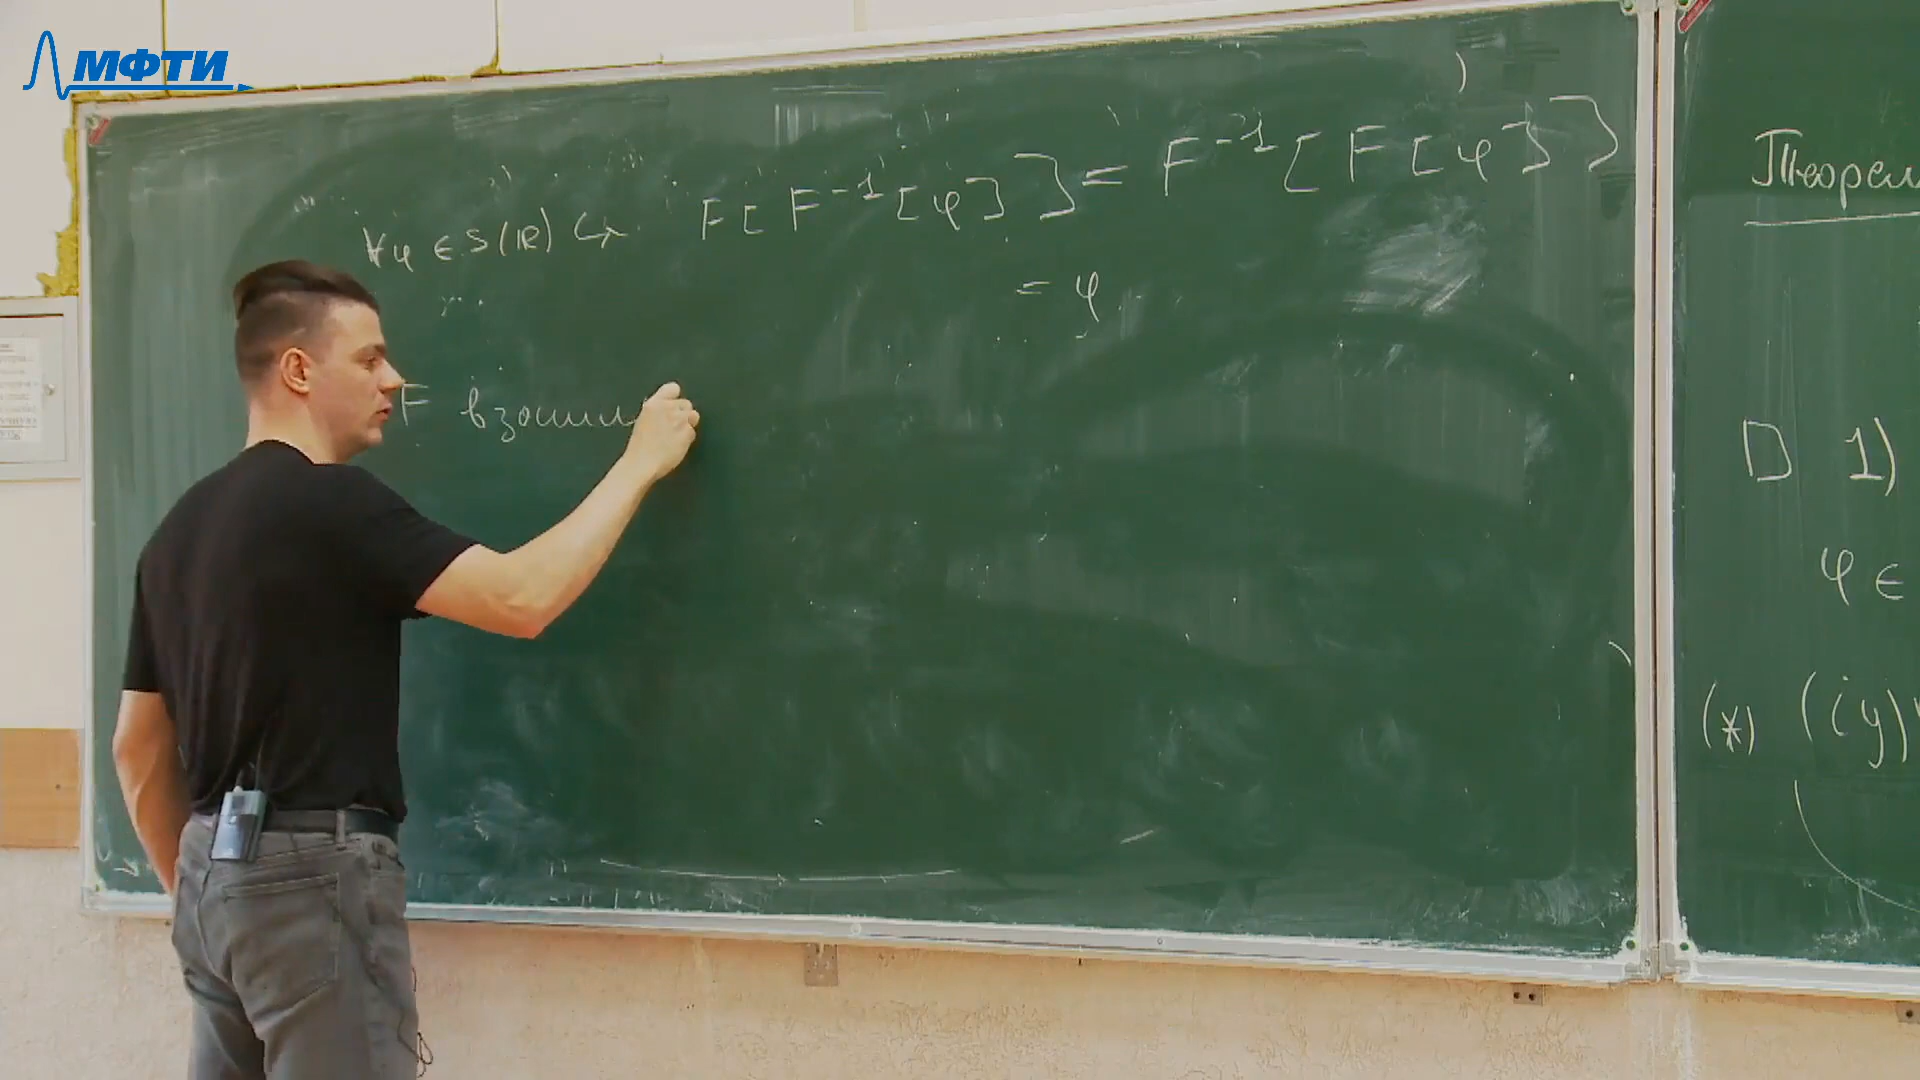 МФТИ
∀φ ∈ S(ℝ) ↪ F[F⁻¹[φ]] = F⁻¹[F[φ]]
= φ
F взаимн
Теорем
D 1)
φ ∈
(*) (iy)